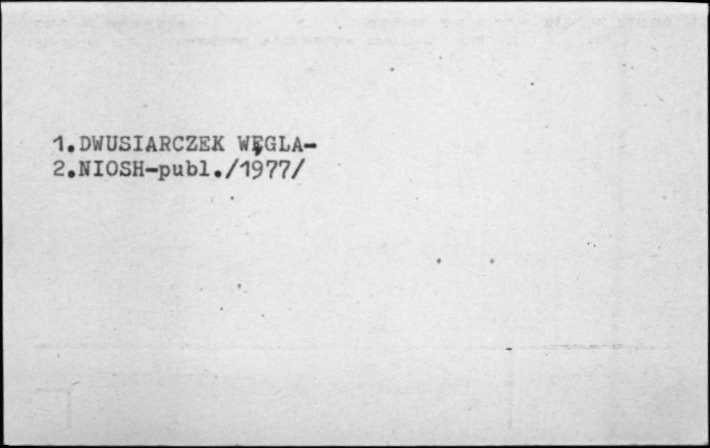 1.DWUSIARCZEK WĘGLA-
2.NIOSH-publ./1977/